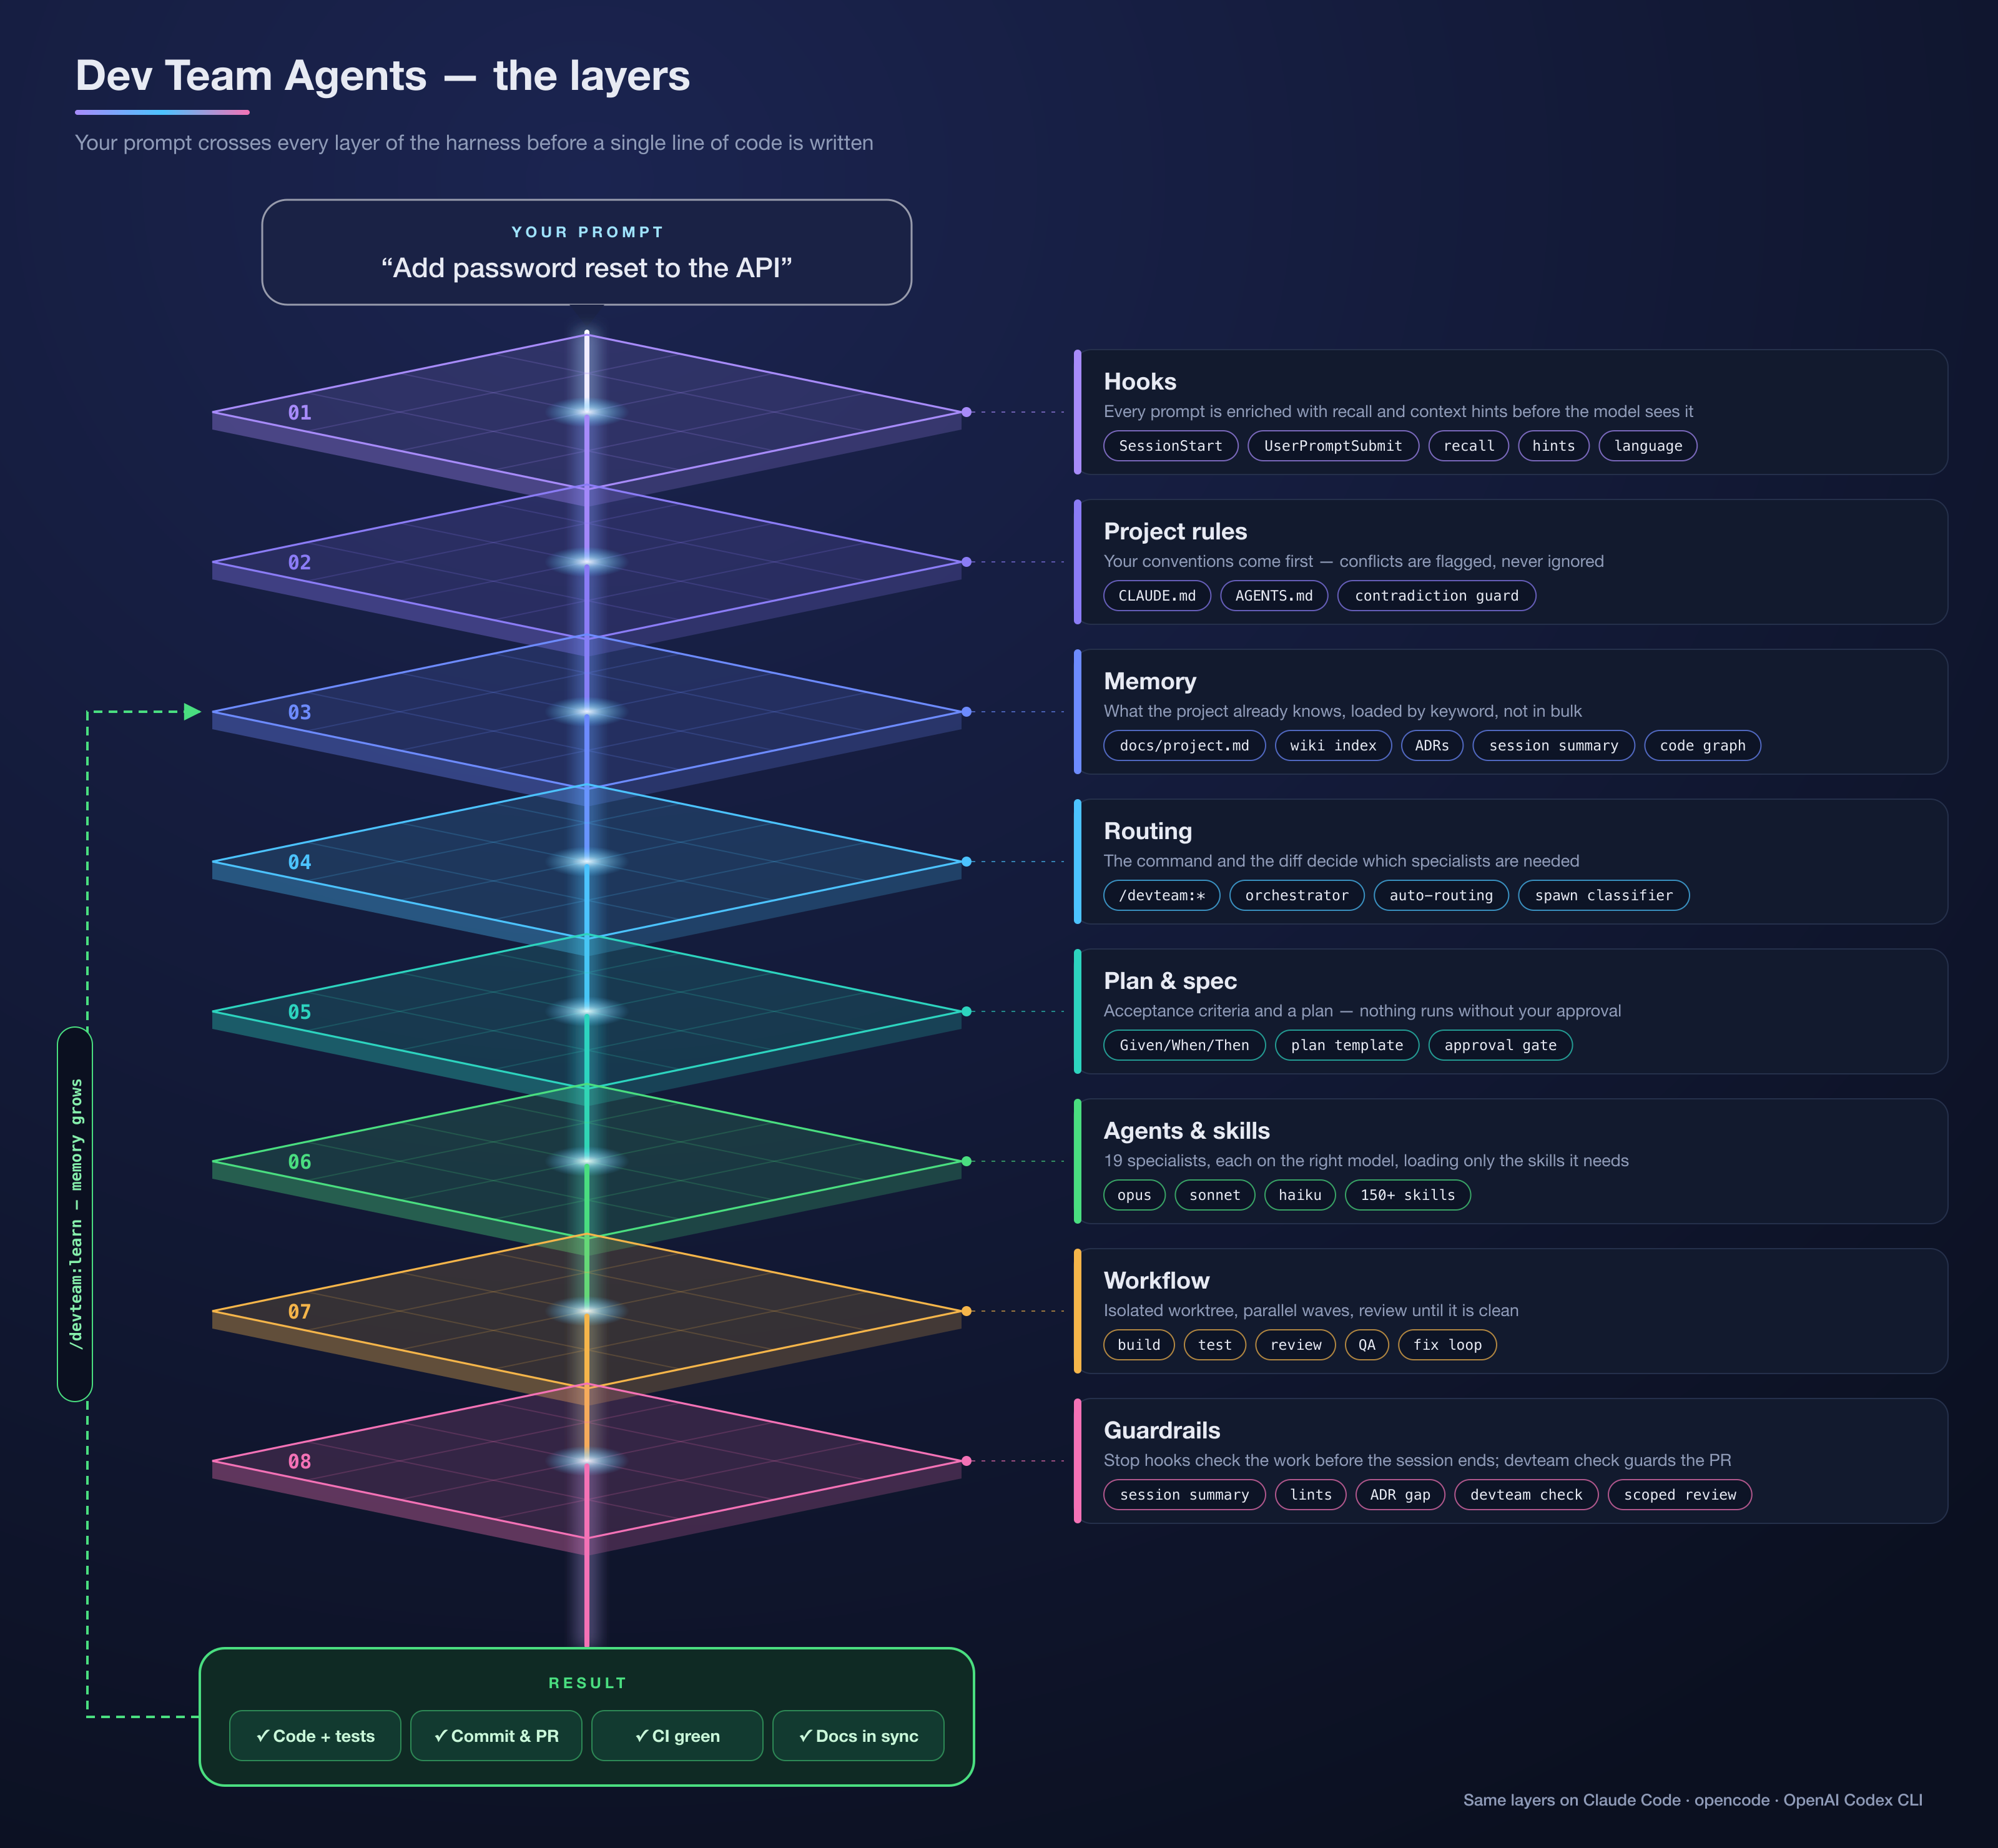 Dev Team Agents — the layers
Your prompt crosses every layer of the harness before a single line of code is written
YOUR PROMPT
“Add password reset to the API”
01
Hooks
Every prompt is enriched with recall and context hints before the model sees it
SessionStart UserPromptSubmit recall hints language
02
Project rules
Your conventions come first — conflicts are flagged, never ignored
CLAUDE.md AGENTS.md contradiction guard
03
Memory
What the project already knows, loaded by keyword, not in bulk
docs/project.md wiki index ADRs session summary code graph
04
Routing
The command and the diff decide which specialists are needed
/devteam:* orchestrator auto-routing spawn classifier
05
Plan & spec
Acceptance criteria and a plan — nothing runs without your approval
Given/When/Then plan template approval gate
06
Agents & skills
19 specialists, each on the right model, loading only the skills it needs
opus sonnet haiku 150+ skills
07
Workflow
Isolated worktree, parallel waves, review until it is clean
build test review QA fix loop
08
Guardrails
Stop hooks check the work before the session ends; devteam check guards the PR
session summary lints ADR gap devteam check scoped review
/devteam:learn — memory grows
RESULT
✓ Code + tests ✓ Commit & PR ✓ CI green ✓ Docs in sync
Same layers on Claude Code · opencode · OpenAI Codex CLI